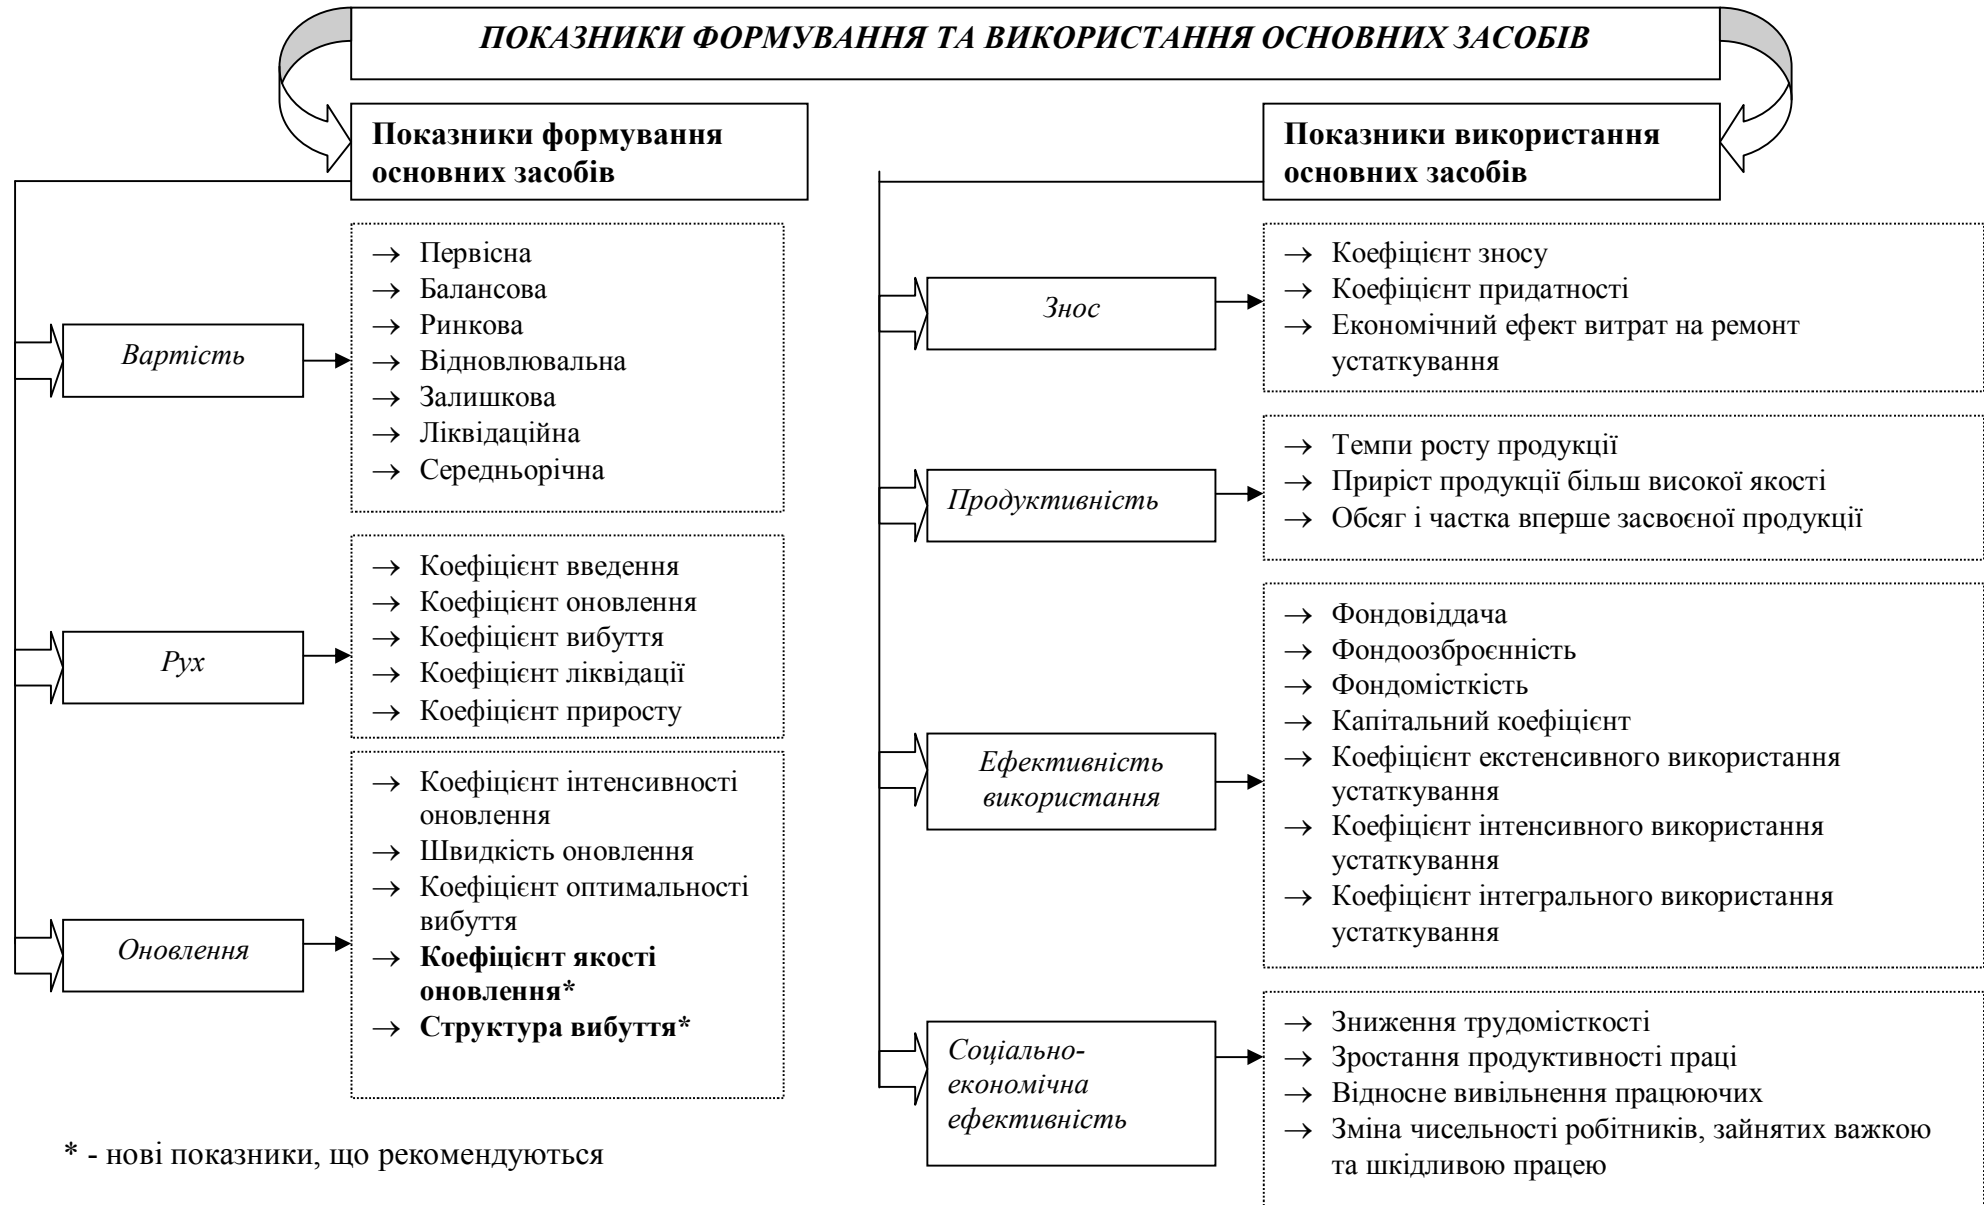 ПОКАЗНИКИ ФОРМУВАННЯ ТА ВИКОРИСТАННЯ ОСНОВНИХ ЗАСОБІВ
Показники формування
основних засобів
Вартість
→ Первісна
→ Балансова
→ Ринкова
→ Відновлювальна
→ Залишкова
→ Ліквідаційна
→ Середньорічна
Рух
→ Коефіцієнт введення
→ Коефіцієнт оновлення
→ Коефіцієнт вибуття
→ Коефіцієнт ліквідації
→ Коефіцієнт приросту
Оновлення
→ Коефіцієнт інтенсивності
оновлення
→ Швидкість оновлення
→ Коефіцієнт оптимальності
вибуття
→ Коефіцієнт якості
оновлення*
→ Структура вибуття*
Показники використання
основних засобів
Знос
→ Коефіцієнт зносу
→ Коефіцієнт придатності
→ Економічний ефект витрат на ремонт
устаткування
Продуктивність
→ Темпи росту продукції
→ Приріст продукції більш високої якості
→ Обсяг і частка вперше засвоєної продукції
Ефективність
використання
→ Фондовіддача
→ Фондоозброєнність
→ Фондомісткість
→ Капітальний коефіцієнт
→ Коефіцієнт екстенсивного використання
устаткування
→ Коефіцієнт інтенсивного використання
устаткування
→ Коефіцієнт інтегрального використання
устаткування
Соціально-
економічна
ефективність
→ Зниження трудомісткості
→ Зростання продуктивності праці
→ Відносне вивільнення працюючих
→ Зміна чисельності робітників, зайнятих важкою
та шкідливою працею
* - нові показники, що рекомендуються